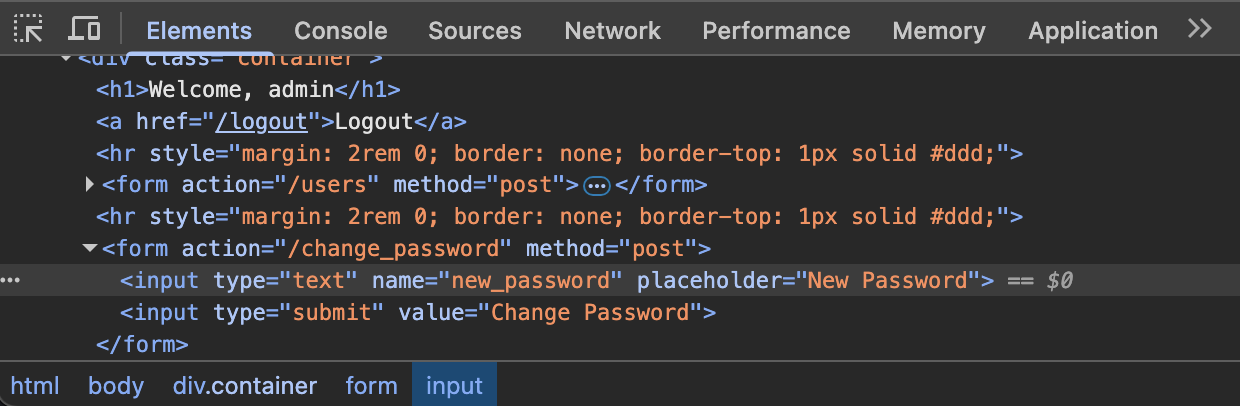 Elements Console Sources Network Performance Memory Application
<div class="container">
<h1>Welcome, admin</h1>
<a href="/logout">Logout</a>
<hr style="margin: 2rem 0; border: none; border-top: 1px solid #ddd;">
<form action="/users" method="post">…</form>
<hr style="margin: 2rem 0; border: none; border-top: 1px solid #ddd;">
<form action="/change_password" method="post">
<input type="text" name="new_password" placeholder="New Password"> == $0
<input type="submit" value="Change Password">
</form>
html body div.container form input